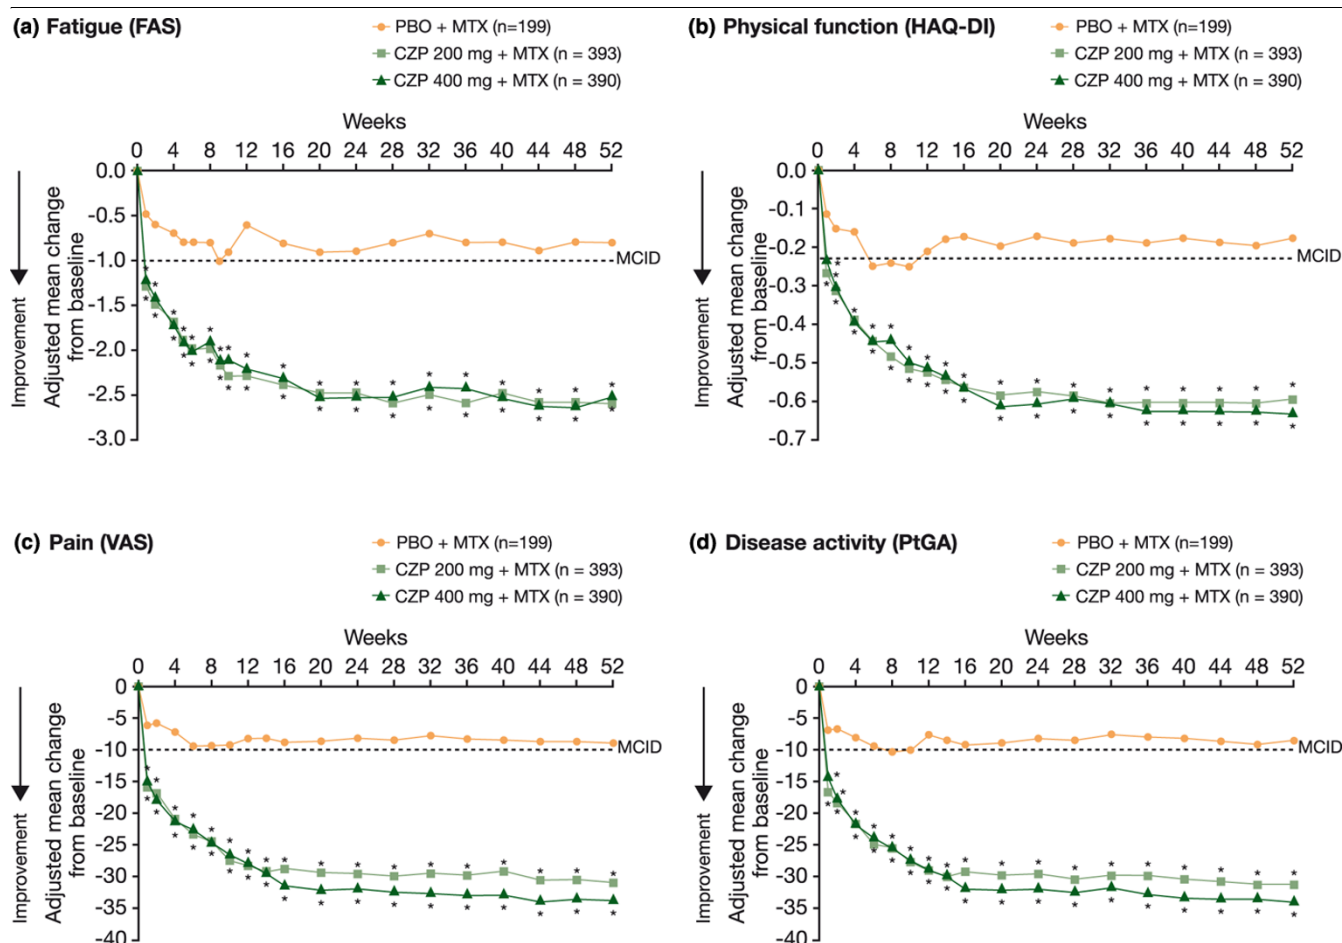 (a) Fatigue (FAS)
PBO + MTX (n=199)
CZP 200 mg + MTX (n = 393)
CZP 400 mg + MTX (n = 390)
Weeks
0 4 8 12 16 20 24 28 32 36 40 44 48 52
0.0
-0.5
-1.0
-1.5
-2.0
-2.5
-3.0
MCID
Improvement
Adjusted mean change
from baseline
(b) Physical function (HAQ-DI)
PBO + MTX (n=199)
CZP 200 mg + MTX (n = 393)
CZP 400 mg + MTX (n = 390)
Weeks
0 4 8 12 16 20 24 28 32 36 40 44 48 52
0.0
-0.1
-0.2
-0.3
-0.4
-0.5
-0.6
-0.7
MCID
Improvement
Adjusted mean change
from baseline
(c) Pain (VAS)
PBO + MTX (n=199)
CZP 200 mg + MTX (n = 393)
CZP 400 mg + MTX (n = 390)
Weeks
0 4 8 12 16 20 24 28 32 36 40 44 48 52
0
-5
-10
-15
-20
-25
-30
-35
-40
MCID
Improvement
Adjusted mean change
from baseline
(d) Disease activity (PtGA)
PBO + MTX (n=199)
CZP 200 mg + MTX (n = 393)
CZP 400 mg + MTX (n = 390)
Weeks
0 4 8 12 16 20 24 28 32 36 40 44 48 52
0
-5
-10
-15
-20
-25
-30
-35
-40
MCID
Improvement
Adjusted mean change
from baseline